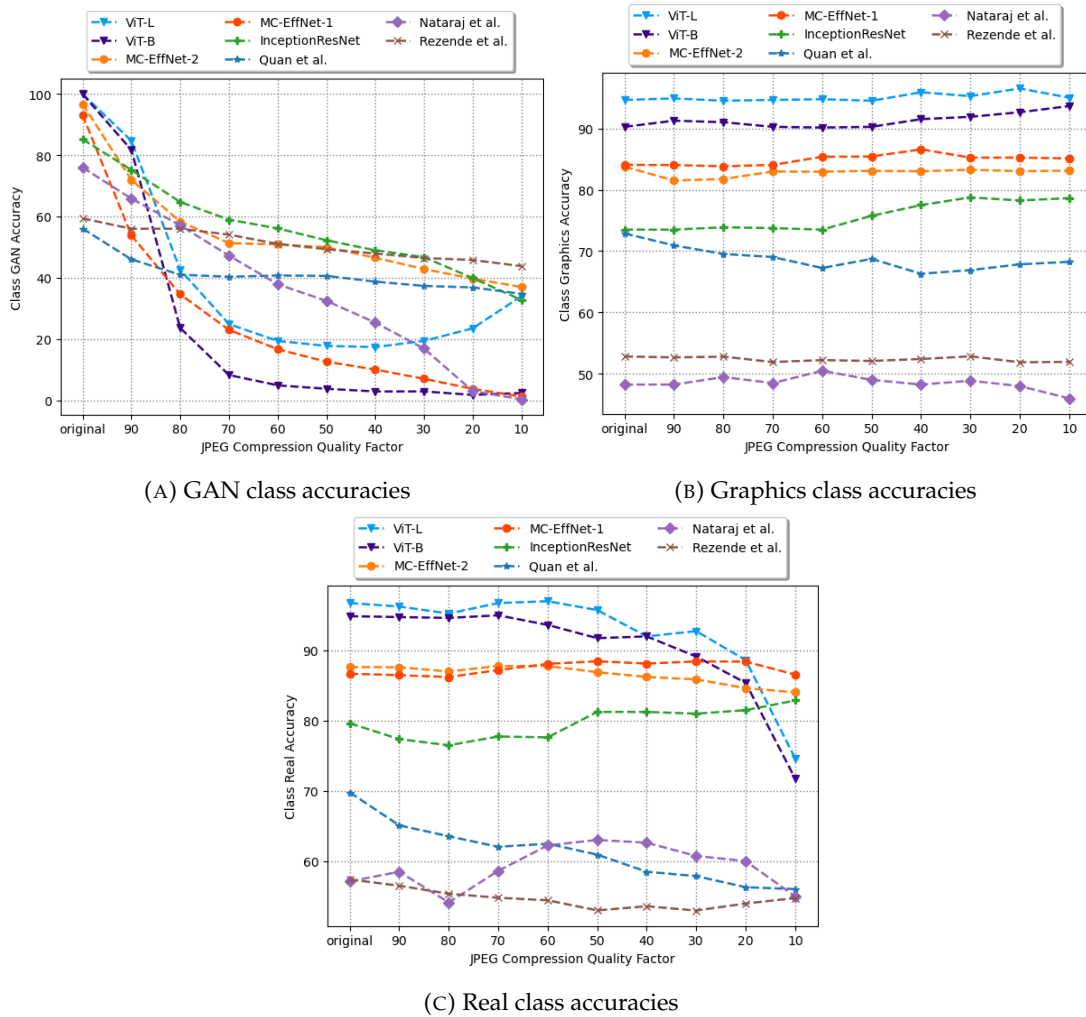 ViT-L MC-EffNet-1 Nataraj et al.
ViT-B InceptionResNet Rezende et al.
MC-EffNet-2 Quan et al.
100
80
60
40
20
0
Class GAN Accuracy
original 90 80 70 60 50 40 30 20 10
JPEG Compression Quality Factor
(A) GAN class accuracies
ViT-L MC-EffNet-1 Nataraj et al.
ViT-B InceptionResNet Rezende et al.
MC-EffNet-2 Quan et al.
90
80
70
60
50
Class Graphics Accuracy
original 90 80 70 60 50 40 30 20 10
JPEG Compression Quality Factor
(B) Graphics class accuracies
ViT-L MC-EffNet-1 Nataraj et al.
ViT-B InceptionResNet Rezende et al.
MC-EffNet-2 Quan et al.
90
80
70
60
Class Real Accuracy
original 90 80 70 60 50 40 30 20 10
JPEG Compression Quality Factor
(C) Real class accuracies